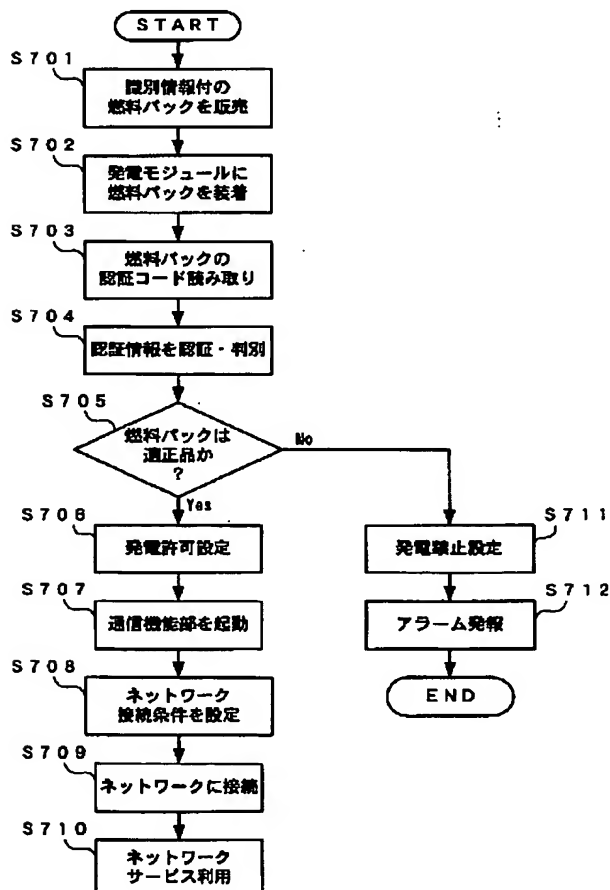 START
S701
識別情報付の
燃料パックを販売
S702
発電モジュールに
燃料パックを装着
S703
燃料パックの
認証コード読み取り
S704
認証情報を認証・判別
S705
燃料パックは
適正品か
?
No
Yes
S706
発電許可設定
S707
通信機能部を起動
S708
ネットワーク
接続条件を設定
S709
ネットワークに接続
S710
ネットワーク
サービス利用
S711
発電禁止設定
S712
アラーム発報
END